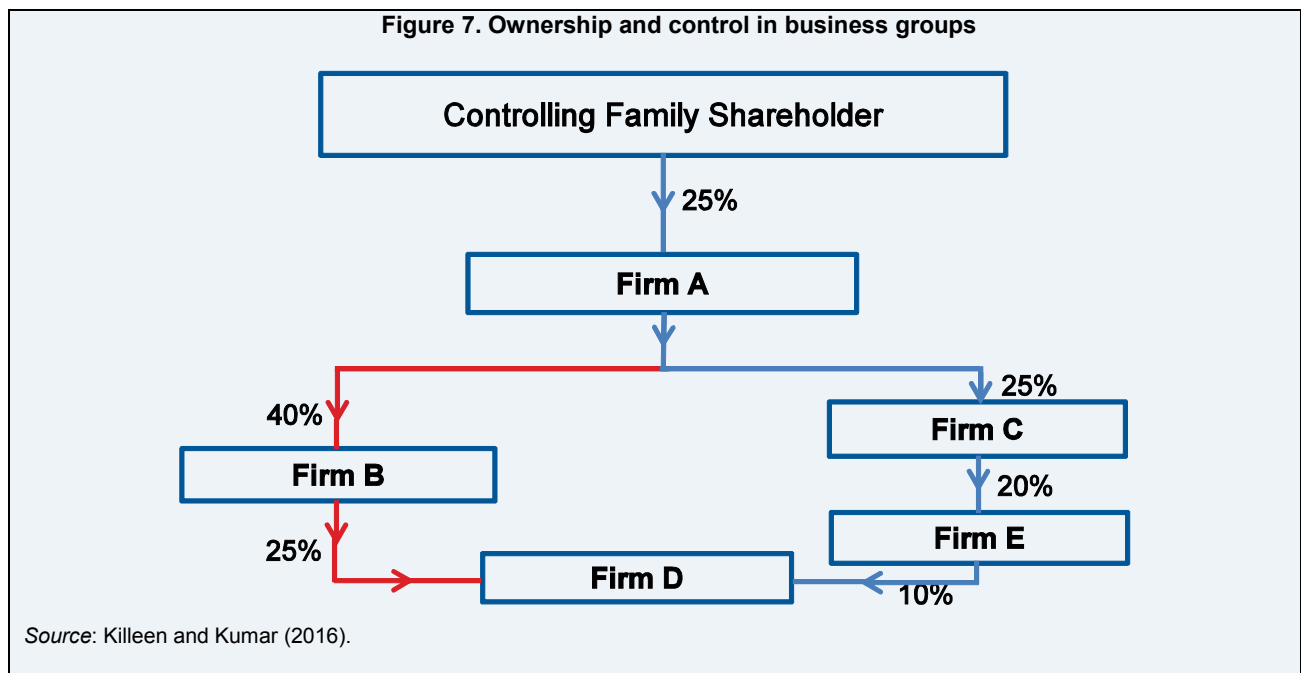 Figure 7. Ownership and control in business groups
Controlling Family Shareholder
25%
Firm A
40%
25%
Firm C
Firm B
20%
25%
Firm E
Firm D
10%
Source: Killeen and Kumar (2016).